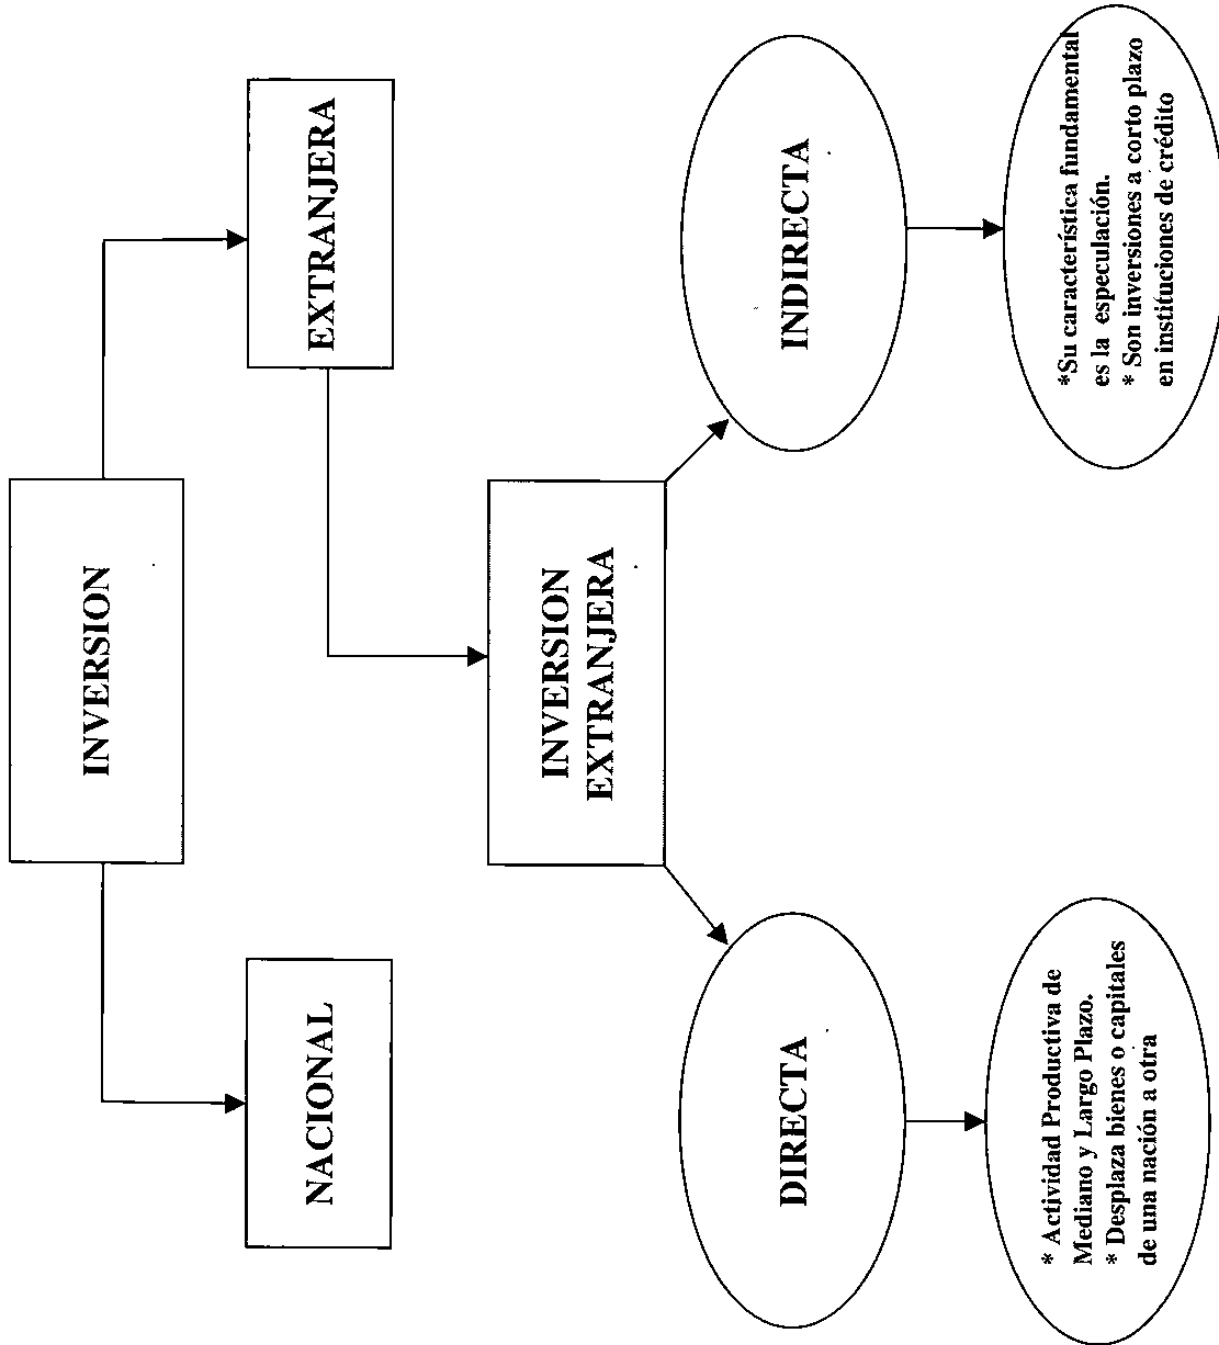 INVERSION
NACIONAL
EXTRANJERA
INVERSION
EXTRANJERA
DIRECTA
INDIRECTA
* Actividad Productiva de
Mediano y Largo Plazo.
* Desplaza bienes o capitales
de una nación a otra
*Su característica fundamental
es la especulación.
* Son inversiones a corto plazo
en instituciones de crédito